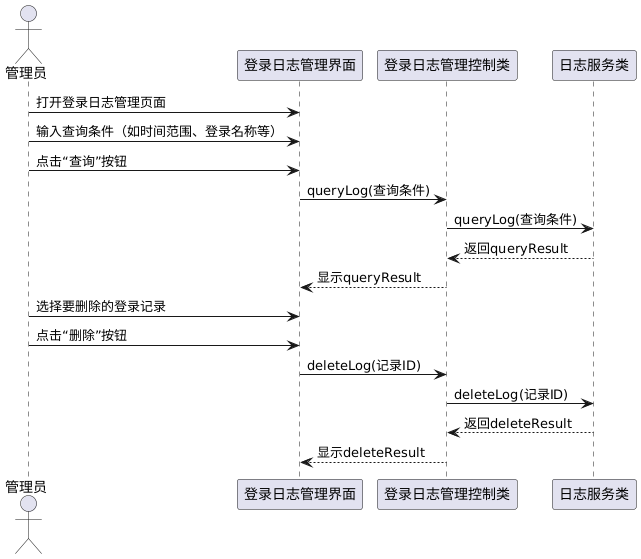 管理员
登录日志管理界面
登录日志管理控制类
日志服务类
打开登录日志管理页面
输入查询条件（如时间范围、登录名称等）
点击“查询”按钮
queryLog(查询条件)
queryLog(查询条件)
返回queryResult
显示queryResult
选择要删除的登录记录
点击“删除”按钮
deleteLog(记录ID)
deleteLog(记录ID)
返回deleteResult
显示deleteResult
管理员
登录日志管理界面
登录日志管理控制类
日志服务类